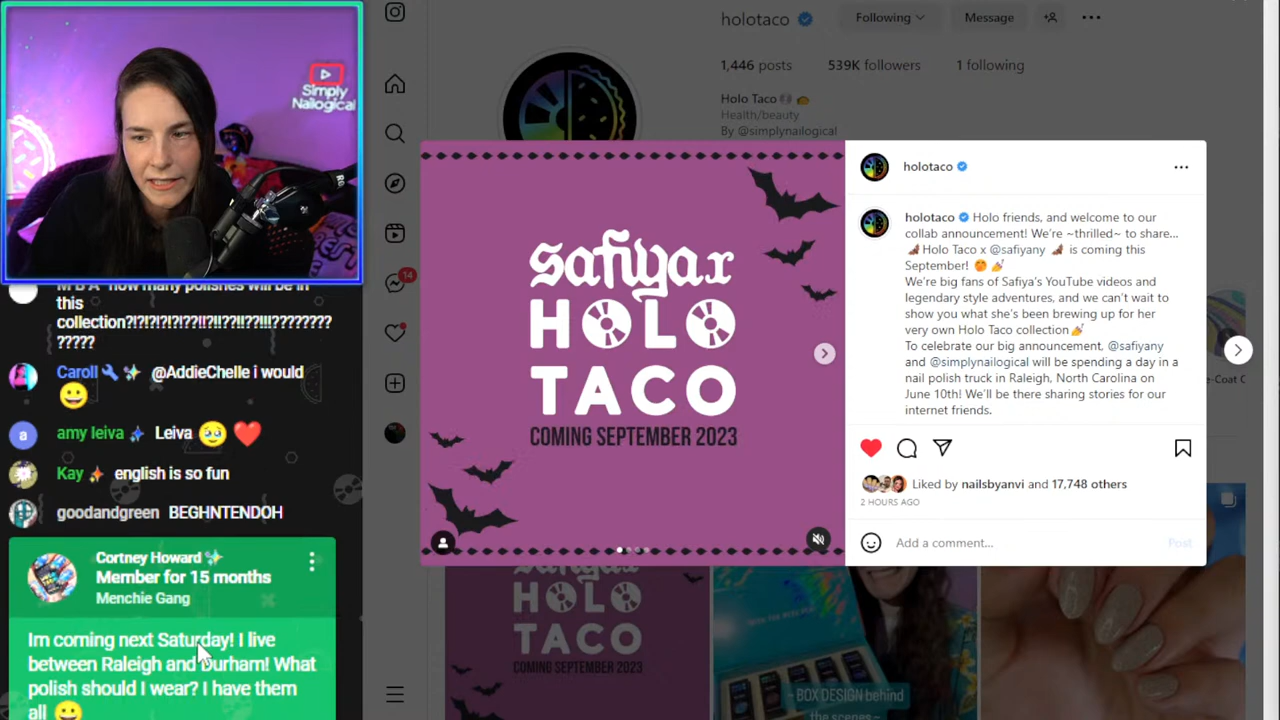 Simply
Nailogical
M B A how many polishes will be in
this
collection?!?!?!?!??!!?!!??!!??!!!????????
?????
Caroll @AddieChelle i would
amy leiva Leiva
Kay english is so fun
goodandgreen BEGHNTENDOH
Cortney Howard
Member for 15 months
Menchie Gang
Im coming next Saturday! I live
between Raleigh and Durham! What
polish should I wear? I have them
all
14
holotaco Following Message
1,446 posts 539K followers 1 following
Holo Taco
Health/beauty
By @simplynailogical
safiya x
HOLO
TACO
COMING SEPTEMBER 2023
holotaco
holotaco Holo friends, and welcome to our
collab announcement! We're ~thrilled~ to share...
Holo Taco x @safiyany is coming this
September!
We're big fans of Safiya's YouTube videos and
legendary style adventures, and we can't wait to
show you what she's been brewing up for her
very own Holo Taco collection
To celebrate our big announcement, @safiyany
and @simplynailogical will be spending a day in a
nail polish truck in Raleigh, North Carolina on
June 10th! We'll be there sharing stories for our
internet friends.
Liked by nailsbyanvi and 17,748 others
2 HOURS AGO
Add a comment... Post
safiya x
HOLO
TACO
COMING SEPTEMBER 2023
~ BOX DESIGN behind
the scenes ~